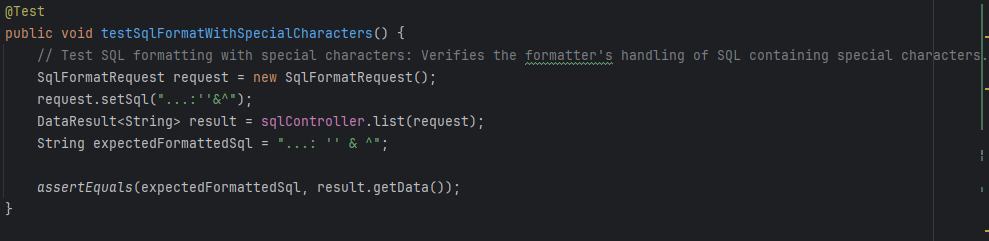 @Test
public void testSqlFormatWithSpecialCharacters() {
// Test SQL formatting with special characters: Verifies the formatter's handling of SQL containing special characters.
SqlFormatRequest request = new SqlFormatRequest();
request.setSql("...:''&^");
DataResult<String> result = sqlController.list(request);
String expectedFormattedSql = "...: '' & ^";
assertEquals(expectedFormattedSql, result.getData());
}